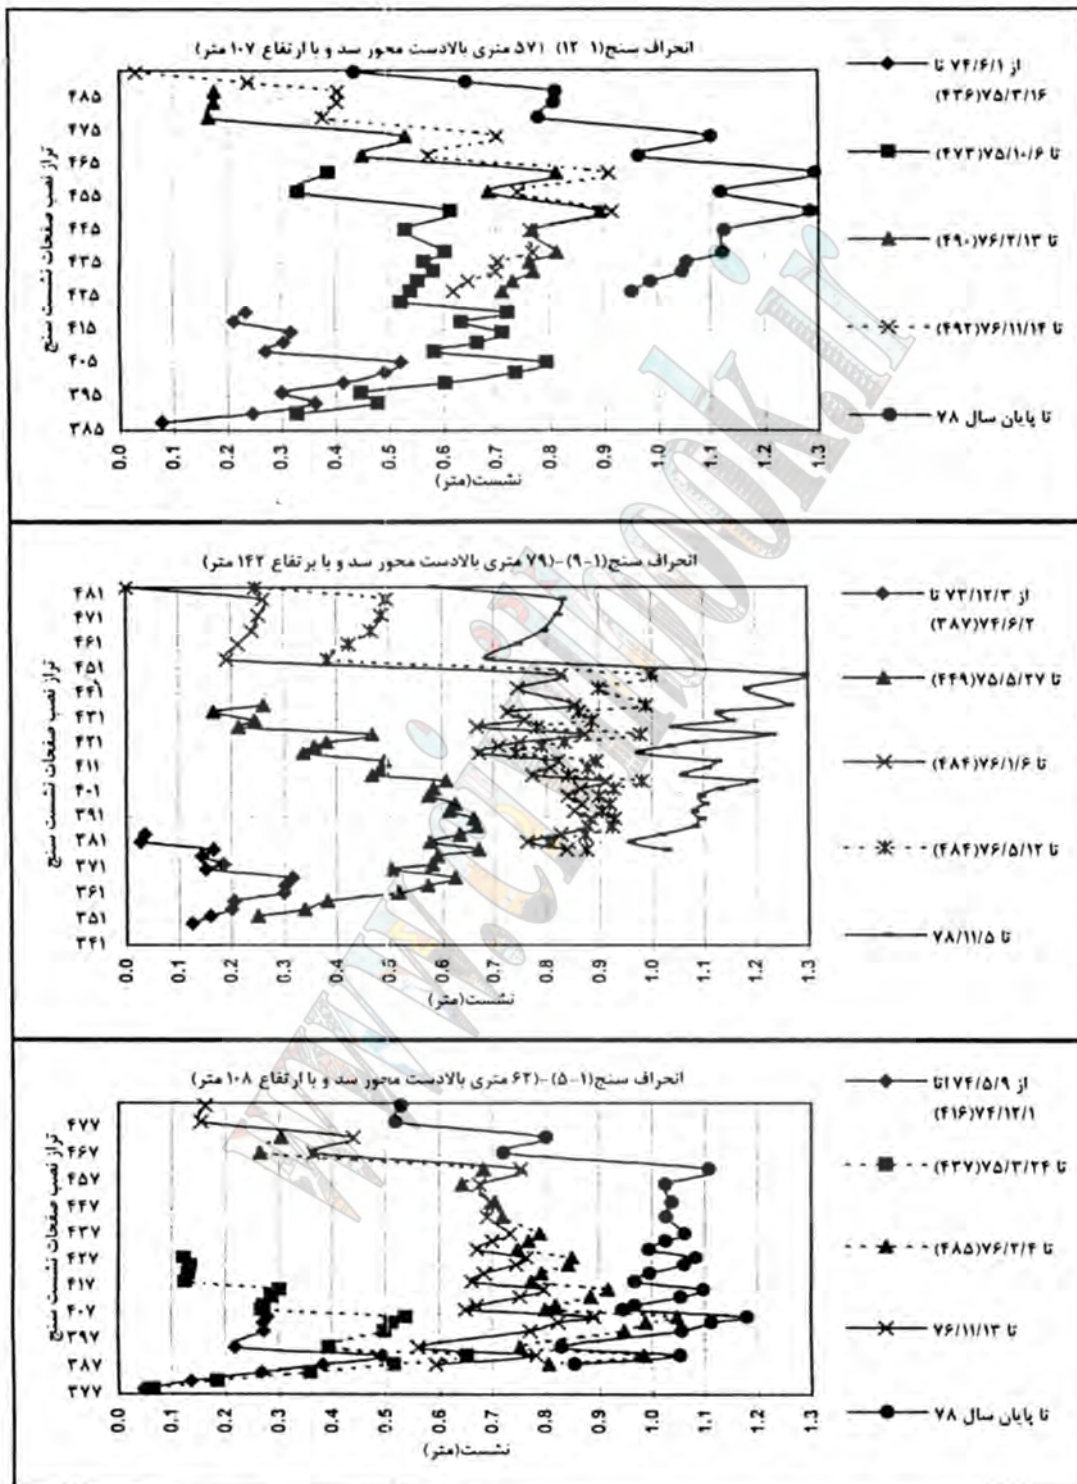 انحراف سنج(۱-۱۲) -(۵۷ متری بالادست محور سد و با ارتفاع ۱۰۷ متر)
تراز نصب صفحات نشست سنج
۴۸۵
۴۷۵
۴۶۵
۴۵۵
۴۴۵
۴۳۵
۴۲۵
۴۱۵
۴۰۵
۳۹۵
۳۸۵
0.0 0.1 0.2 0.3 0.4 0.5 0.6 0.7 0.8 0.9 1.0 1.1 1.2 1.3
نشست(متر)
از ۷۴/۶/۱ تا
۷۵/۳/۱۶(۴۳۶)
تا ۷۵/۱۰/۶(۴۷۳)
تا ۷۶/۲/۱۳(۴۹۰)
تا ۷۶/۱۱/۱۴(۴۹۲)
تا پایان سال ۷۸
انحراف سنج(۱-۹)-(۷۹ متری بالادست محور سد و با برتفاع ۱۴۲ متر)
تراز نصب صفحات نشست سنج
۴۸۱
۴۷۱
۴۶۱
۴۵۱
۴۴۱
۴۳۱
۴۲۱
۴۱۱
۴۰۱
۳۹۱
۳۸۱
۳۷۱
۳۶۱
۳۵۱
۳۴۱
0.0 0.1 0.2 0.3 0.4 0.5 0.6 0.7 0.8 0.9 1.0 1.1 1.2 1.3
نشست(متر)
از ۷۳/۱۲/۳ تا
۷۴/۶/۲(۳۸۷)
تا ۷۵/۵/۲۷(۴۴۹)
تا ۷۶/۱/۶(۴۸۴)
تا ۷۶/۵/۱۲(۴۸۴)
تا ۷۸/۱۱/۵
انحراف سنج(۱-۵)-(۶۲ متری بالادست محور سد و با ارتفاع ۱۰۸ متر)
تراز نصب صفحات نشست سنج
۴۷۷
۴۶۷
۴۵۷
۴۴۷
۴۳۷
۴۲۷
۴۱۷
۴۰۷
۳۹۷
۳۸۷
۳۷۷
0.0 0.1 0.2 0.3 0.4 0.5 0.6 0.7 0.8 0.9 1.0 1.1 1.2 1.3
نشست(متر)
از ۷۴/۵/۹ تا
۷۴/۱۲/۱(۴۱۶)
تا ۷۵/۳/۲۴(۴۳۷)
تا ۷۶/۲/۴(۴۸۵)
تا ۷۶/۱۱/۱۳
تا پایان سال ۷۸